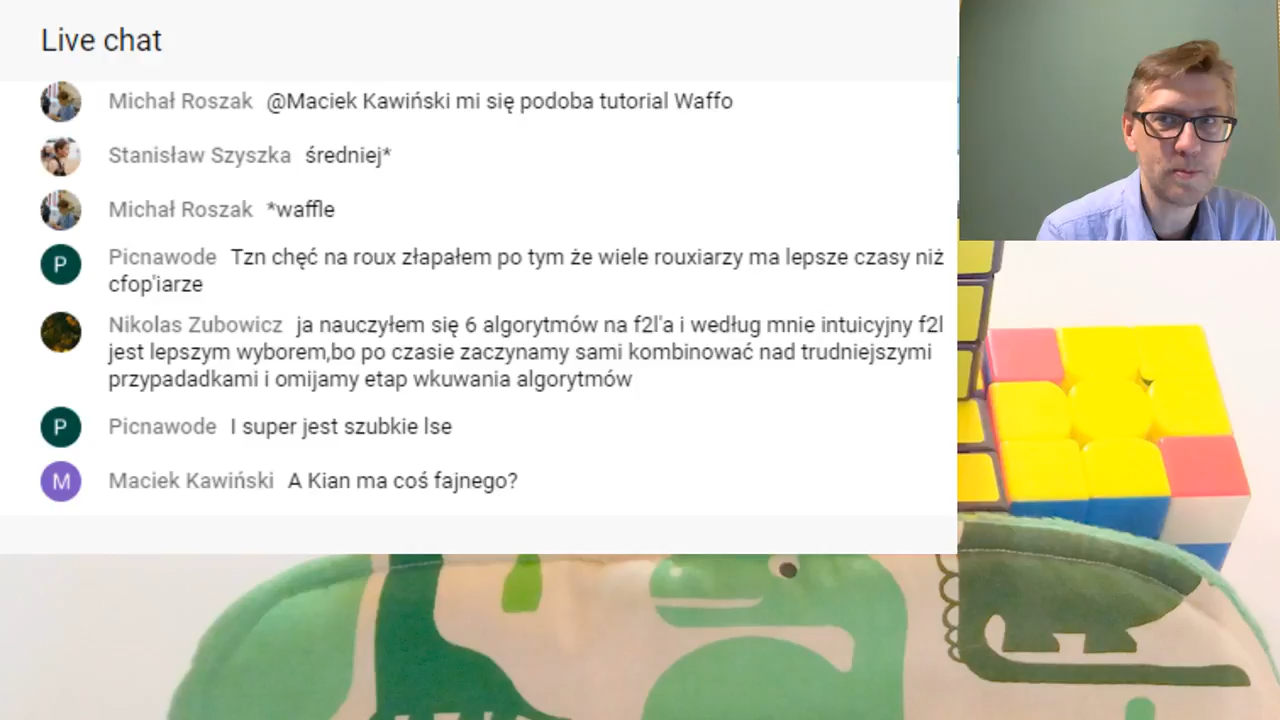 Live chat
Michał Roszak @Maciek Kawiński mi się podoba tutorial Waffo
Stanisław Szyszka średniej*
Michał Roszak *waffle
P Picnawode Tzn chęć na roux złapałem po tym że wiele rouxiarzy ma lepsze czasy niż
cfop'iarze
Nikolas Zubowicz ja nauczyłem się 6 algorytmów na f2l'a i według mnie intuicyjny f2l
jest lepszym wyborem,bo po czasie zaczynamy sami kombinować nad trudniejszymi
przypadadkami i omijamy etap wkuwania algorytmów
P Picnawode I super jest szubkie lse
M Maciek Kawiński A Kian ma coś fajnego?